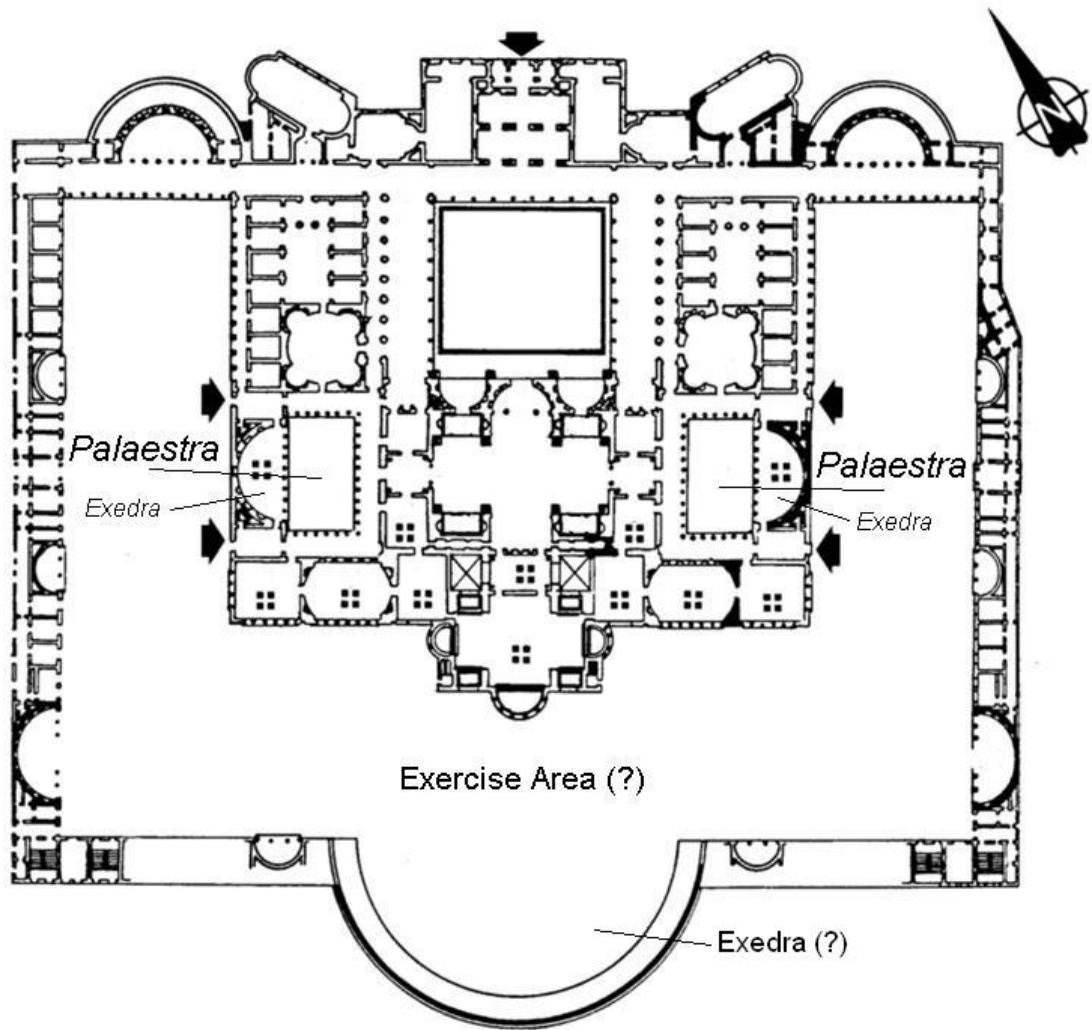 N
Palaestra
Palaestra
Exedra
Exedra
Exercise Area (?)
Exedra (?)